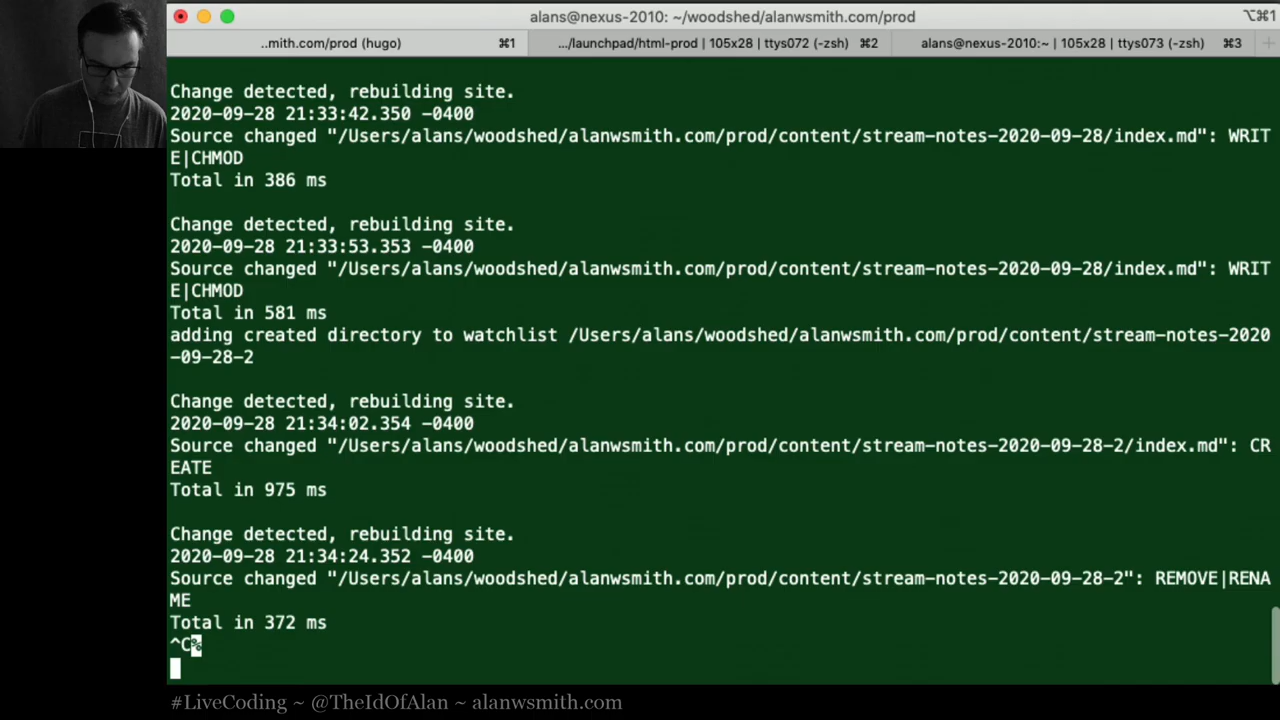 alans@nexus-2010: ~/woodshed/alanwsmith.com/prod
⌥⌘1
..mith.com/prod (hugo) ⌘1
.../launchpad/html-prod | 105x28 | ttys072 (-zsh) ⌘2
alans@nexus-2010:~ | 105x28 | ttys073 (-zsh) ⌘3
Change detected, rebuilding site.
2020-09-28 21:33:42.350 -0400
Source changed "/Users/alans/woodshed/alanwsmith.com/prod/content/stream-notes-2020-09-28/index.md": WRIT
E|CHMOD
Total in 386 ms
Change detected, rebuilding site.
2020-09-28 21:33:53.353 -0400
Source changed "/Users/alans/woodshed/alanwsmith.com/prod/content/stream-notes-2020-09-28/index.md": WRIT
E|CHMOD
Total in 581 ms
adding created directory to watchlist /Users/alans/woodshed/alanwsmith.com/prod/content/stream-notes-2020
-09-28-2
Change detected, rebuilding site.
2020-09-28 21:34:02.354 -0400
Source changed "/Users/alans/woodshed/alanwsmith.com/prod/content/stream-notes-2020-09-28-2/index.md": CR
EATE
Total in 975 ms
Change detected, rebuilding site.
2020-09-28 21:34:24.352 -0400
Source changed "/Users/alans/woodshed/alanwsmith.com/prod/content/stream-notes-2020-09-28-2": REMOVE|RENA
ME
Total in 372 ms
^C%
#LiveCoding ~ @TheIdOfAlan ~ alanwsmith.com